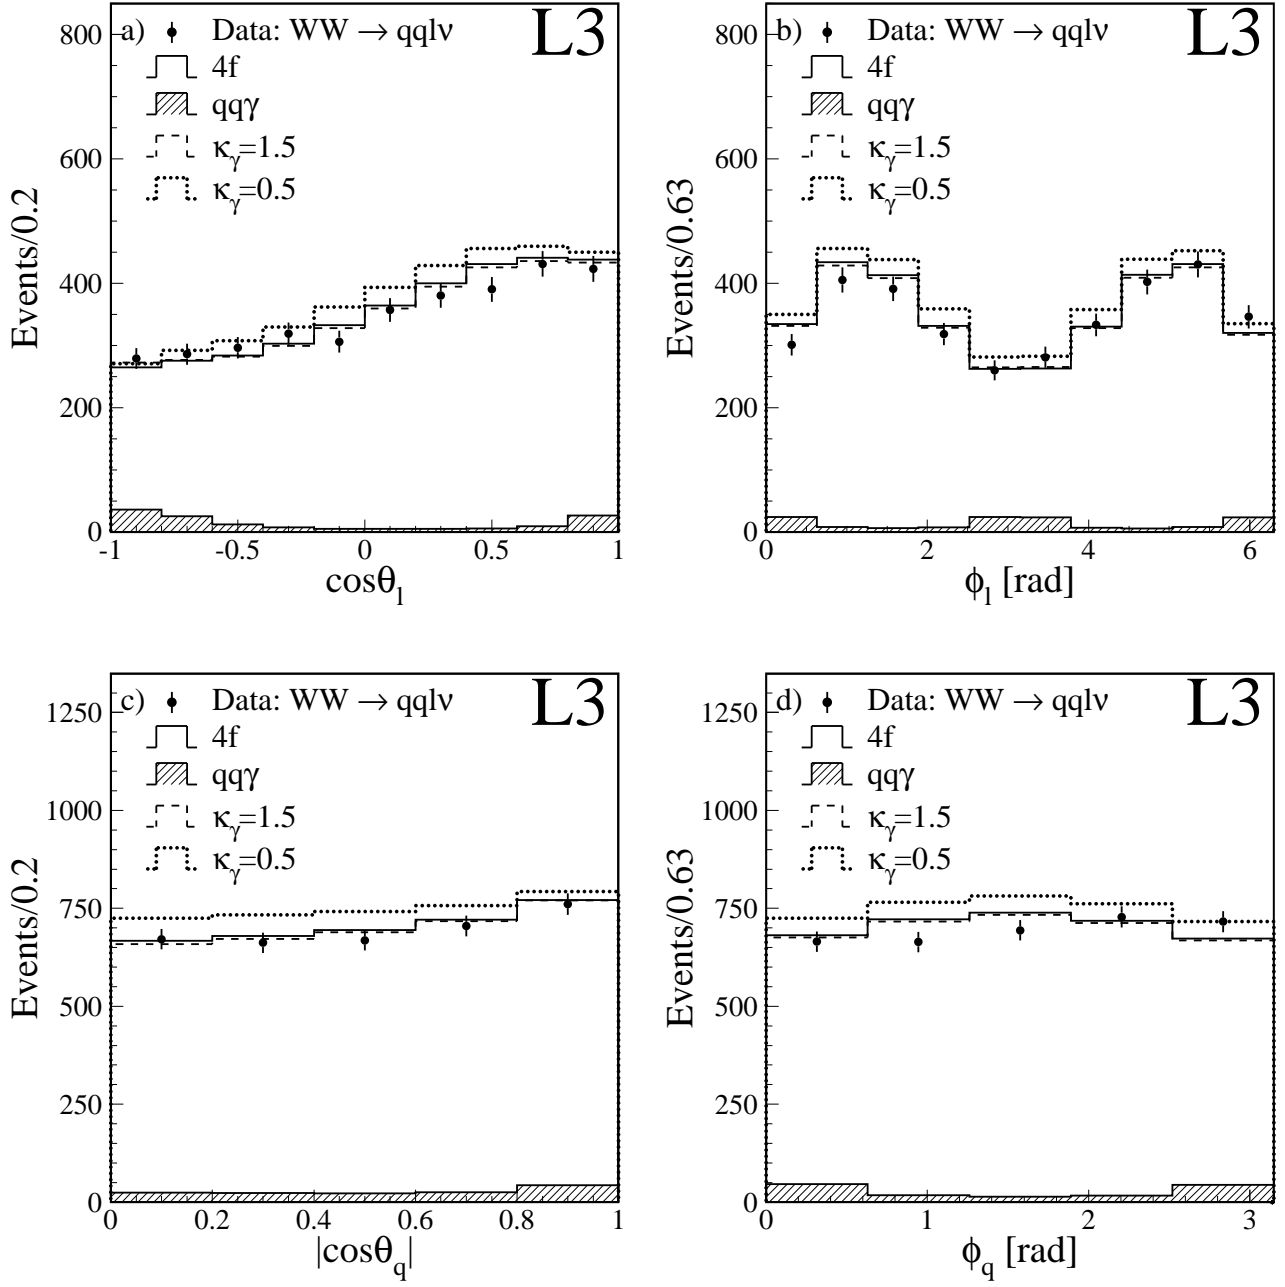 a) Data: WW → qqlν L3
4f
qqγ
κγ=1.5
κγ=0.5
Events/0.2
0 200 400 600 800
-1 -0.5 0 0.5 1
cosθl
b) Data: WW → qqlν L3
4f
qqγ
κγ=1.5
κγ=0.5
Events/0.63
0 200 400 600 800
0 2 4 6
ϕl [rad]
c) Data: WW → qqlν L3
4f
qqγ
κγ=1.5
κγ=0.5
Events/0.2
0 250 500 750 1000 1250
0 0.2 0.4 0.6 0.8 1
|cosθq|
d) Data: WW → qqlν L3
4f
qqγ
κγ=1.5
κγ=0.5
Events/0.63
0 250 500 750 1000 1250
0 1 2 3
ϕq [rad]